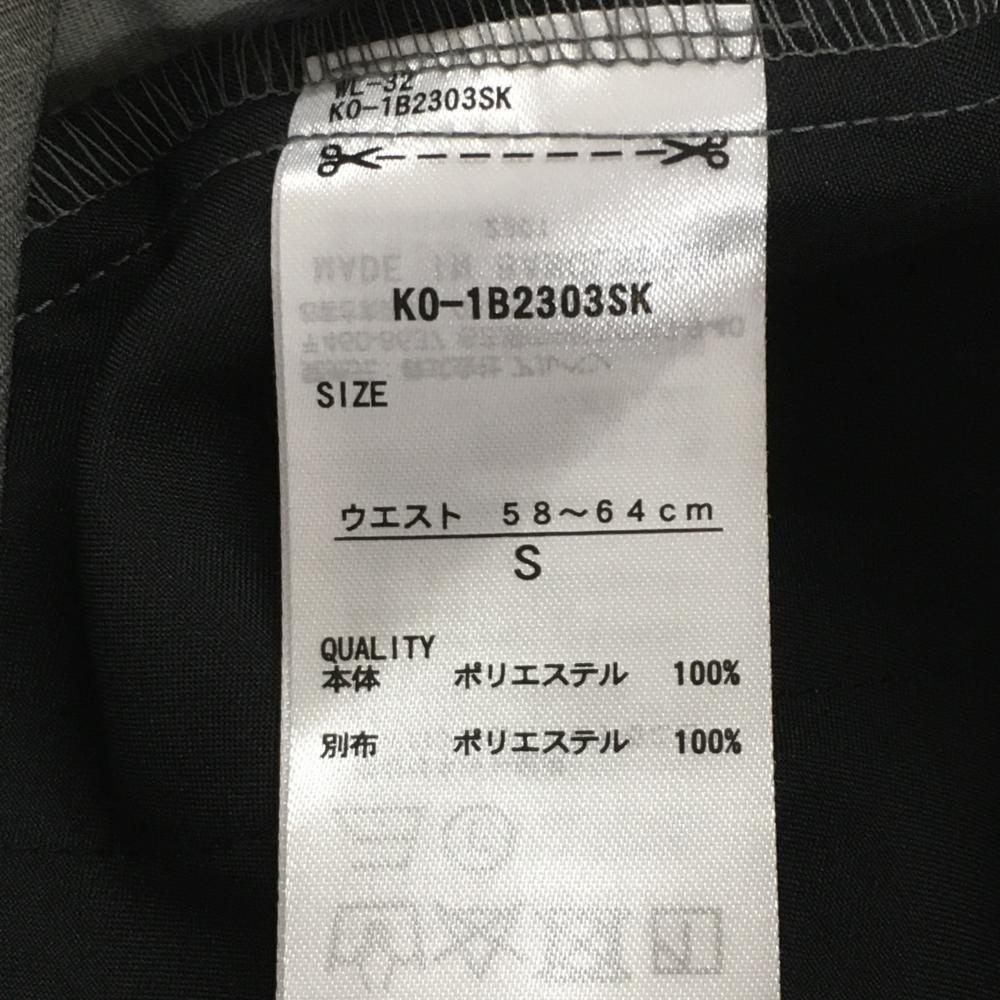 WL-32
KO-1B2303SK
KO-1B2303SK
SIZE
ウエスト 58〜64cm
S
QUALITY
本体 ポリエステル 100%
別布 ポリエステル 100%